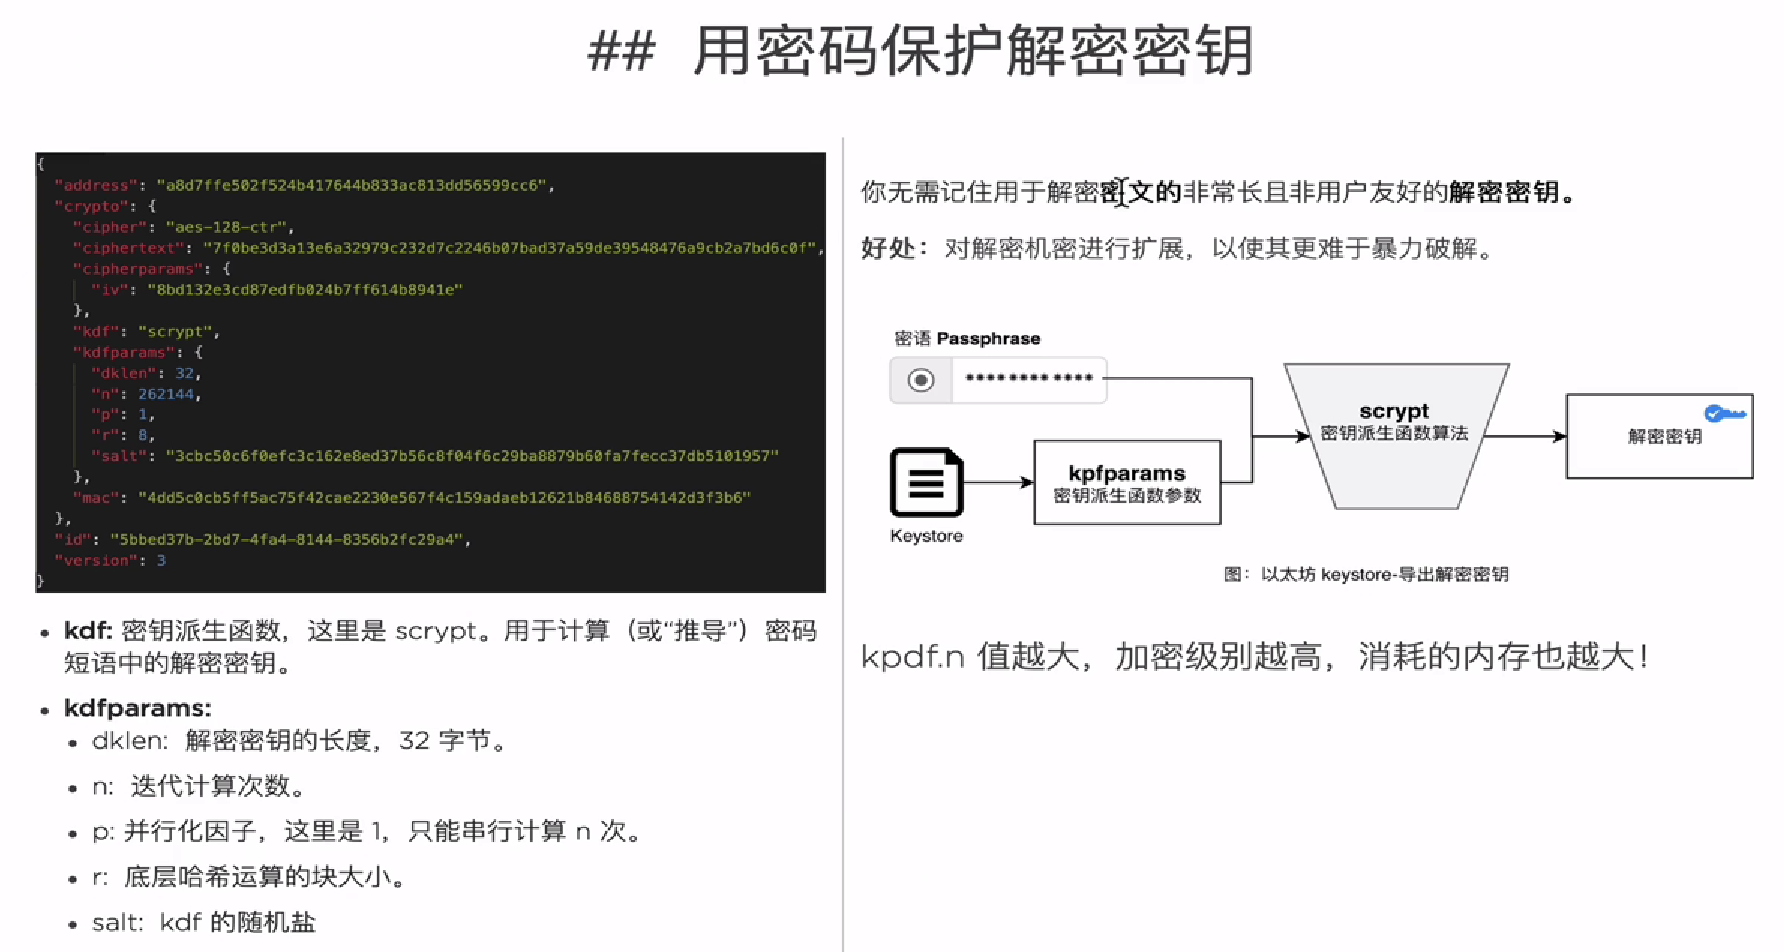 ## 用密码保护解密密钥
{
"address": "a8d7ffe502f524b417644b833ac813dd56599cc6",
"crypto": {
"cipher": "aes-128-ctr",
"ciphertext": "7f0be3d3a13e6a32979c232d7c2246b07bad37a59de39548476a9cb2a7bd6c0f",
"cipherparams": {
"iv": "8bd132e3cd87edfb024b7ff614b8941e"
},
"kdf": "scrypt",
"kdfparams": {
"dklen": 32,
"n": 262144,
"p": 1,
"r": 8,
"salt": "3cbc50c6f0efc3c162e8ed37b56c8f04f6c29ba8879b60fa7fecc37db5101957"
},
"mac": "4dd5c0cb5ff5ac75f42cae2230e567f4c159adaeb12621b84688754142d3f3b6"
},
"id": "5bbed37b-2bd7-4fa4-8144-8356b2fc29a4",
"version": 3
}
• kdf: 密钥派生函数，这里是 scrypt。用于计算（或“推导”）密码
短语中的解密密钥。
• kdfparams:
• dklen: 解密密钥的长度，32 字节。
• n: 迭代计算次数。
• p: 并行化因子，这里是 1，只能串行计算 n 次。
• r: 底层哈希运算的块大小。
• salt: kdf 的随机盐
你无需记住用于解密密文的非常长且非用户友好的解密密钥。
好处：对解密机密进行扩展，以使其更难于暴力破解。
密语 Passphrase
************
Keystore
kpfparams
密钥派生函数参数
scrypt
密钥派生函数算法
解密密钥
图：以太坊 keystore-导出解密密钥
kpdf.n 值越大，加密级别越高，消耗的内存也越大！